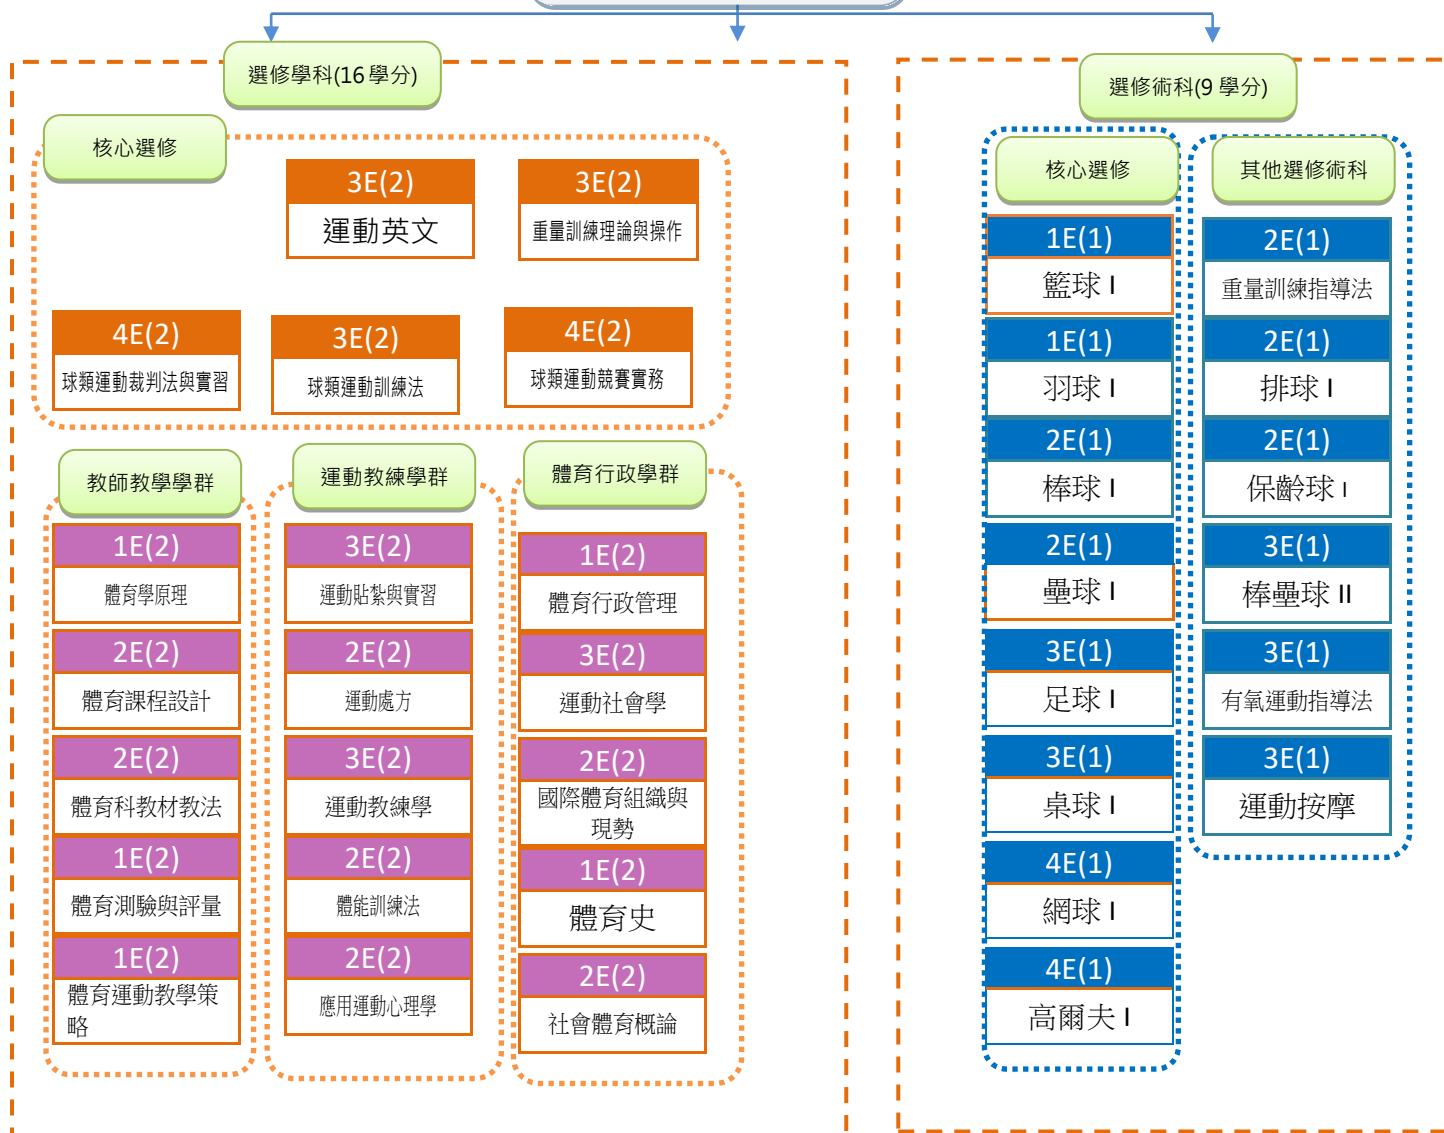 選修學科(16 學分)
核心選修
3E(2)
運動英文
3E(2)
重量訓練理論與操作
4E(2)
球類運動裁判法與實習
3E(2)
球類運動訓練法
4E(2)
球類運動競賽實務
教師教學學群
1E(2)
體育學原理
2E(2)
體育課程設計
2E(2)
體育科教材教法
1E(2)
體育測驗與評量
1E(2)
體育運動教學策
略
運動教練學群
3E(2)
運動貼紮與實習
2E(2)
運動處方
3E(2)
運動教練學
2E(2)
體能訓練法
2E(2)
應用運動心理學
體育行政學群
1E(2)
體育行政管理
3E(2)
運動社會學
2E(2)
國際體育組織與
現勢
1E(2)
體育史
2E(2)
社會體育概論
選修術科(9 學分)
核心選修
1E(1)
籃球 I
1E(1)
羽球 I
2E(1)
棒球 I
2E(1)
壘球 I
3E(1)
足球 I
3E(1)
桌球 I
4E(1)
網球 I
4E(1)
高爾夫 I
其他選修術科
2E(1)
重量訓練指導法
2E(1)
排球 I
2E(1)
保齡球 I
3E(1)
棒壘球 II
3E(1)
有氧運動指導法
3E(1)
運動按摩